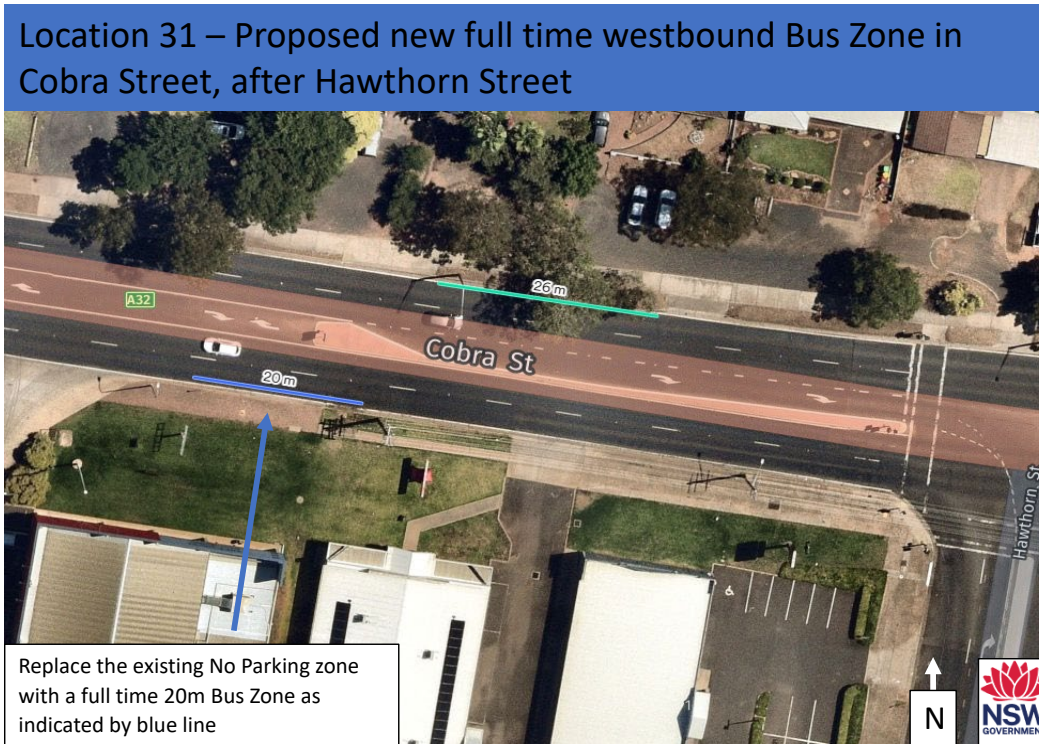 Location 31 – Proposed new full time westbound Bus Zone in
Cobra Street, after Hawthorn Street
26 m
A32
Cobra St
20 m
Hawthorn St
Replace the existing No Parking zone
with a full time 20m Bus Zone as
indicated by blue line
N
NSW
GOVERNMENT